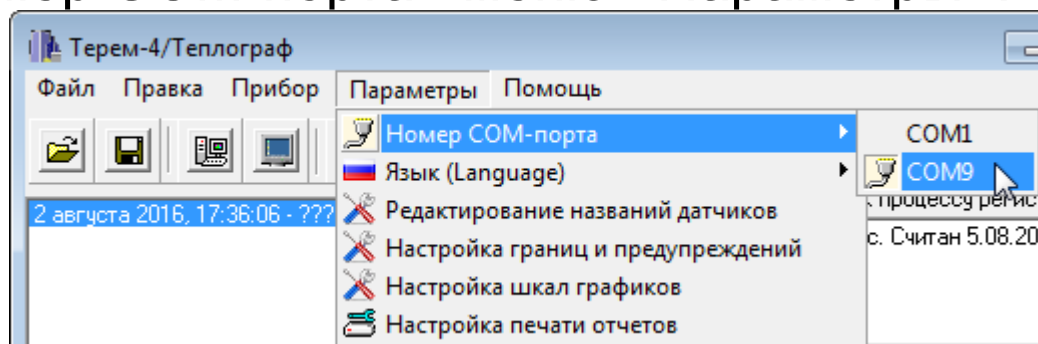 Терем-4/Теплограф
Файл Правка Прибор Параметры Помощь
Номер COM-порта
COM1
Язык (Language)
COM9
Редактирование названий датчиков
2 августа 2016, 17:36:06 - ???
процессу
Настройка границ и предупреждений
с. Считан 5.08.20
Настройка шкал графиков
Настройка печати отчетов